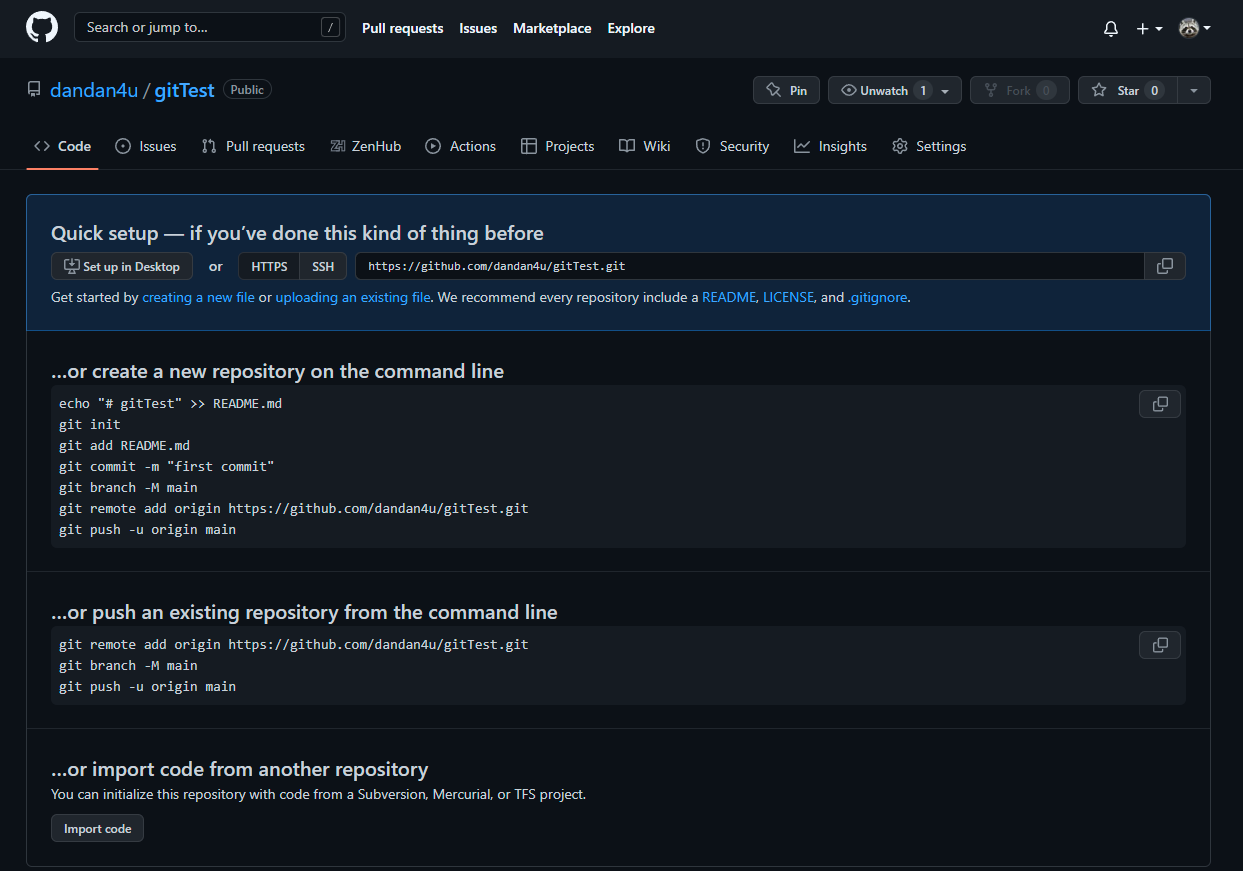 Search or jump to... / Pull requests Issues Marketplace Explore
dandan4u / gitTest Public Pin Unwatch 1 Fork 0 Star 0
Code Issues Pull requests ZenHub Actions Projects Wiki Security Insights Settings
Quick setup — if you’ve done this kind of thing before
Set up in Desktop or HTTPS SSH https://github.com/dandan4u/gitTest.git
Get started by creating a new file or uploading an existing file. We recommend every repository include a README, LICENSE, and .gitignore.
…or create a new repository on the command line
echo "# gitTest" >> README.md
git init
git add README.md
git commit -m "first commit"
git branch -M main
git remote add origin https://github.com/dandan4u/gitTest.git
git push -u origin main
…or push an existing repository from the command line
git remote add origin https://github.com/dandan4u/gitTest.git
git branch -M main
git push -u origin main
…or import code from another repository
You can initialize this repository with code from a Subversion, Mercurial, or TFS project.
Import code